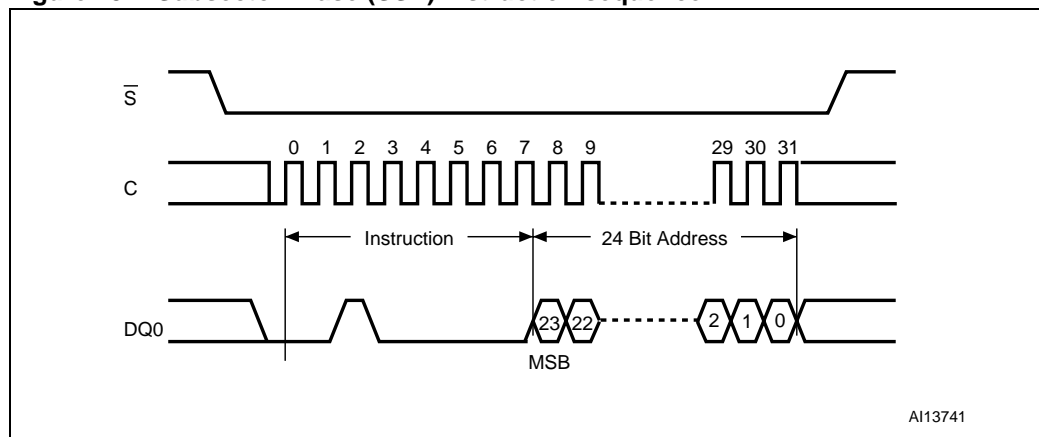 S
0 1 2 3 4 5 6 7 8 9 29 30 31
C
Instruction 24 Bit Address
DQ0 23 22 2 1 0
MSB
AI13741